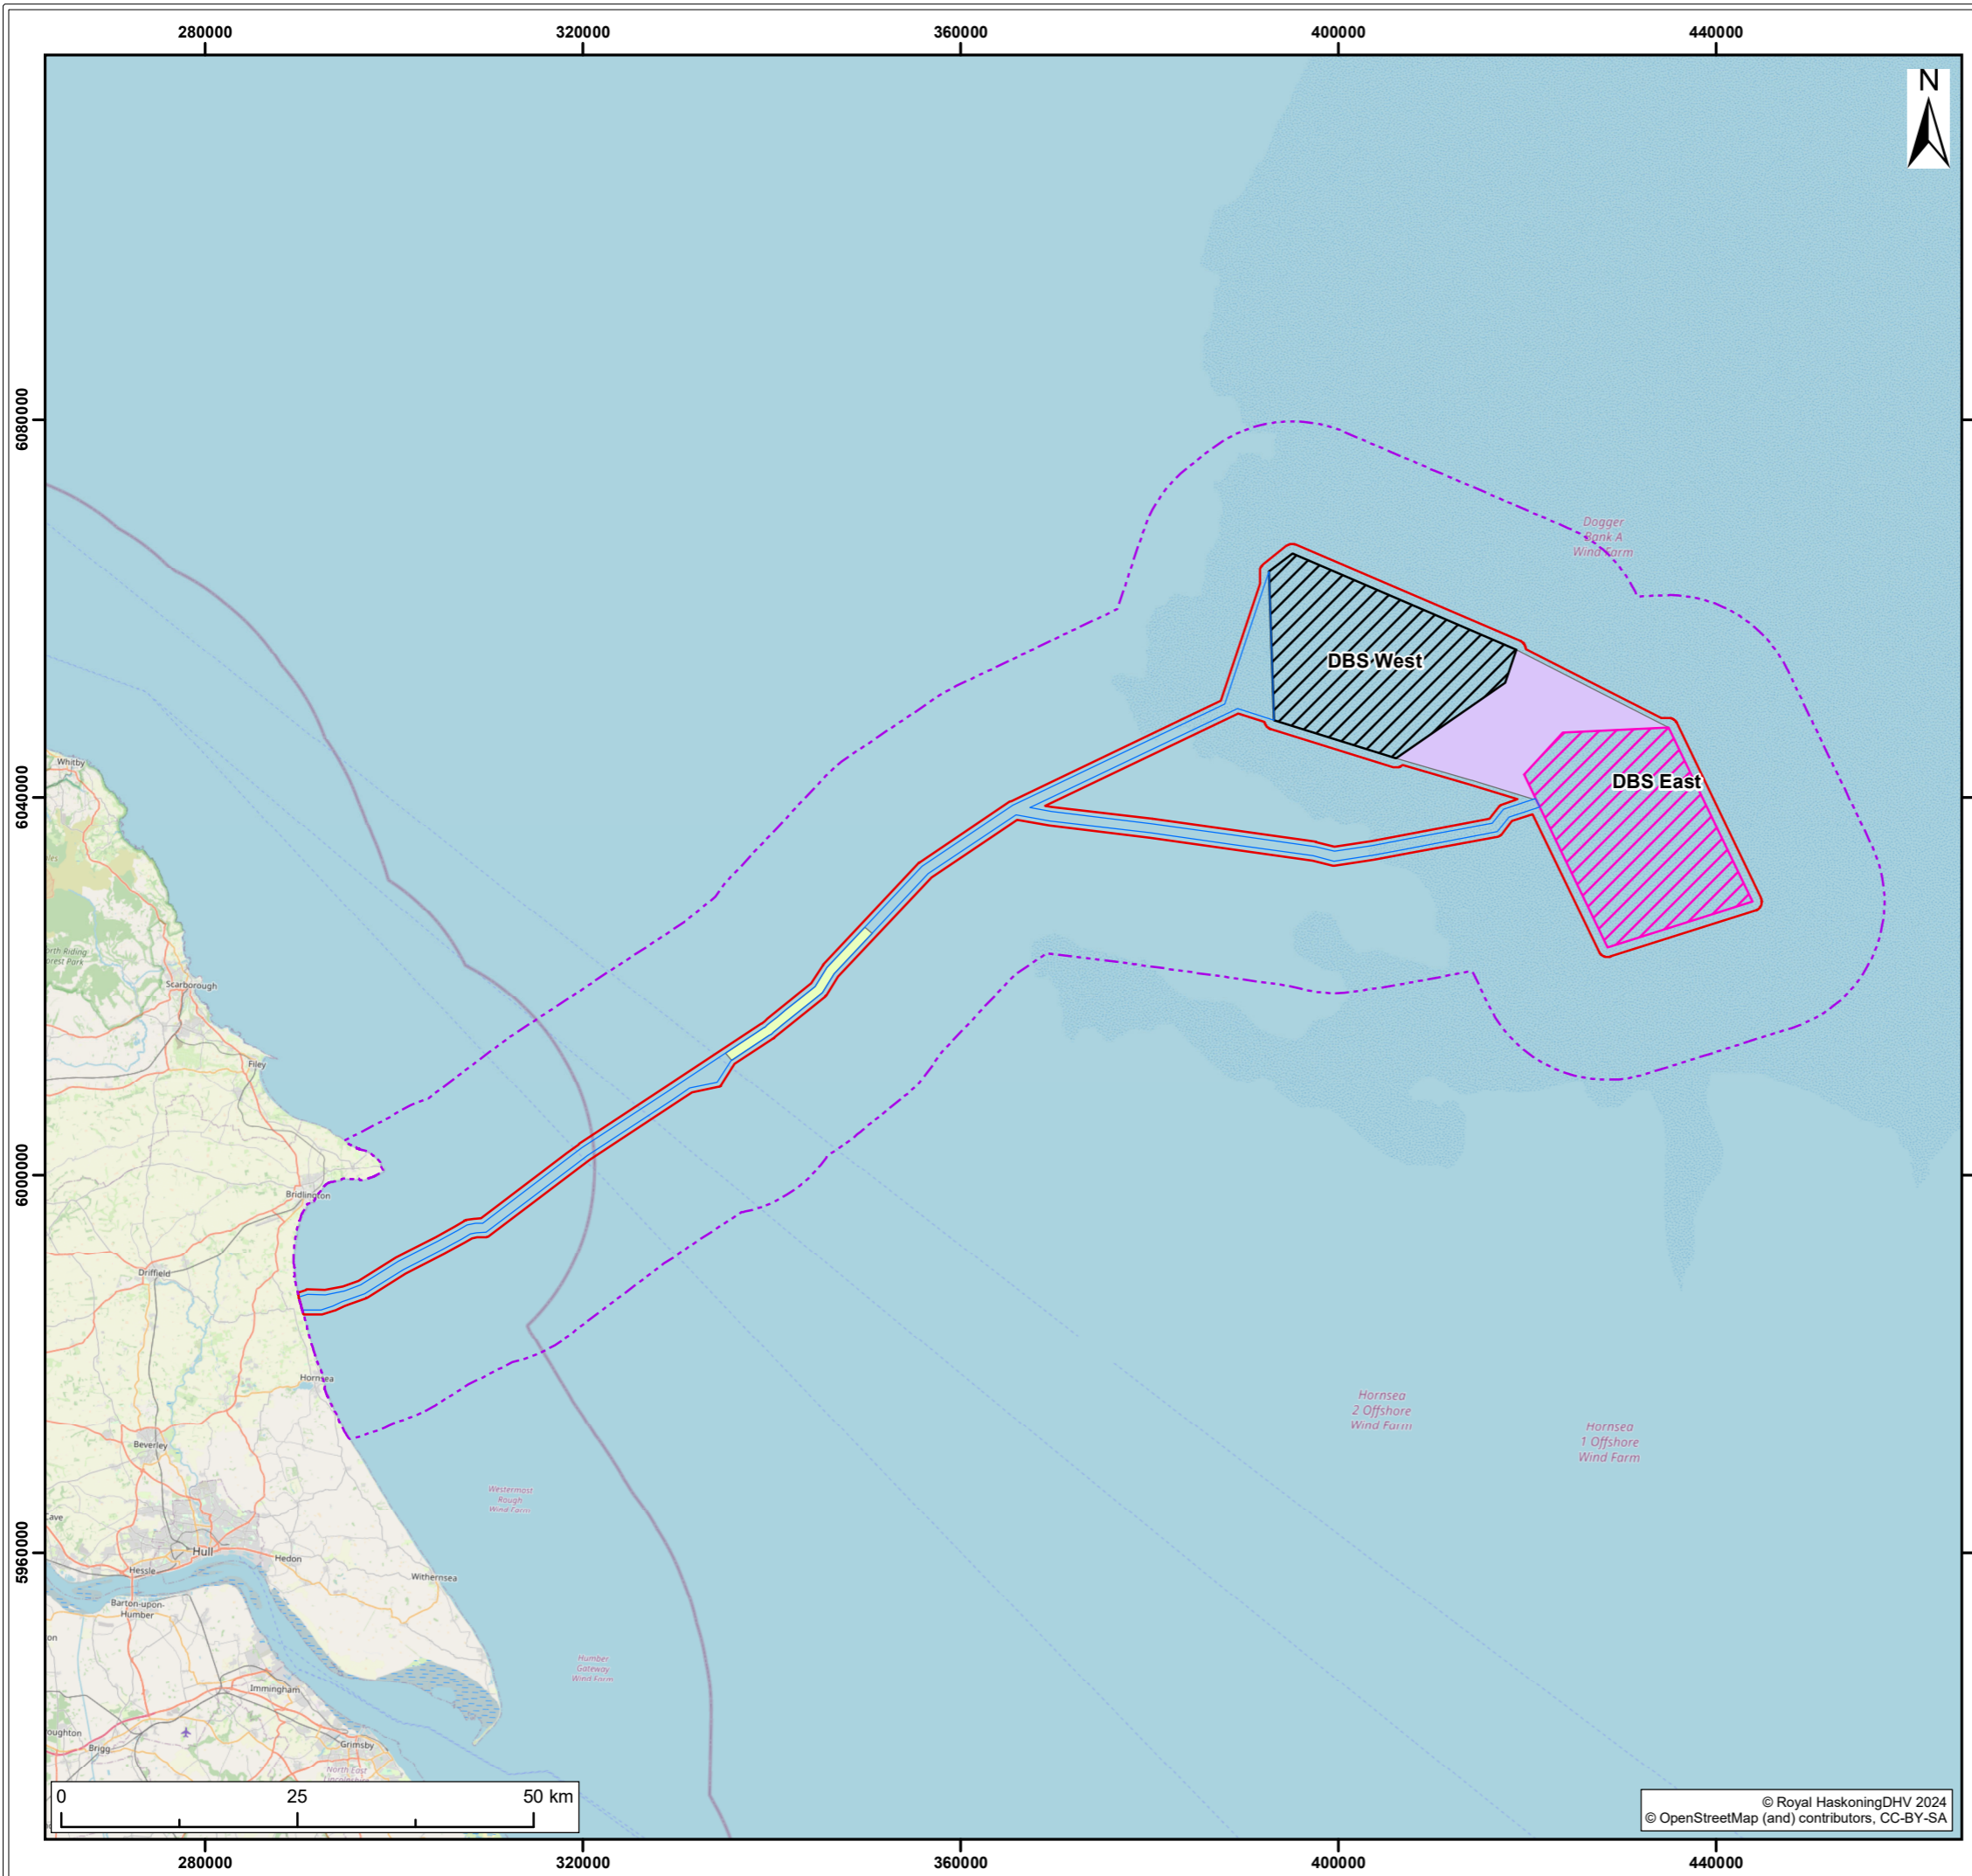 280000
320000
360000
400000
440000
N
6080000
6040000
6000000
5960000
Dogger
Bank A
Wind Farm
DBS West
DBS East
Whitby
Scarborough
Filey
Bridlington
Driffield
Hornsea
Beverley
Hull
Hedon
Hessle
Withernsea
Barton-upon-
Humber
Immingham
Brigg
Grimsby
North East
Westermost
Rough
Wind Farm
Humber
Gateway
Wind Farm
Hornsea
2 Offshore
Wind Farm
Hornsea
1 Offshore
Wind Farm
0
25
50 km
© Royal HaskoningDHV 2024
© OpenStreetMap (and) contributors, CC-BY-SA
280000
320000
360000
400000
440000